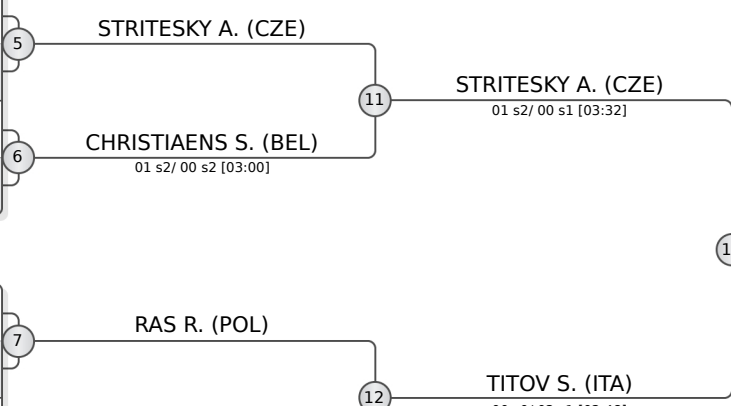 STRITESKY A. (CZE)
5
11
STRITESKY A. (CZE)
01 s2/ 00 s1 [03:32]
CHRISTIAENS S. (BEL)
6
01 s2/ 00 s2 [03:00]
RAS R. (POL)
7
TITOV S. (ITA)
12